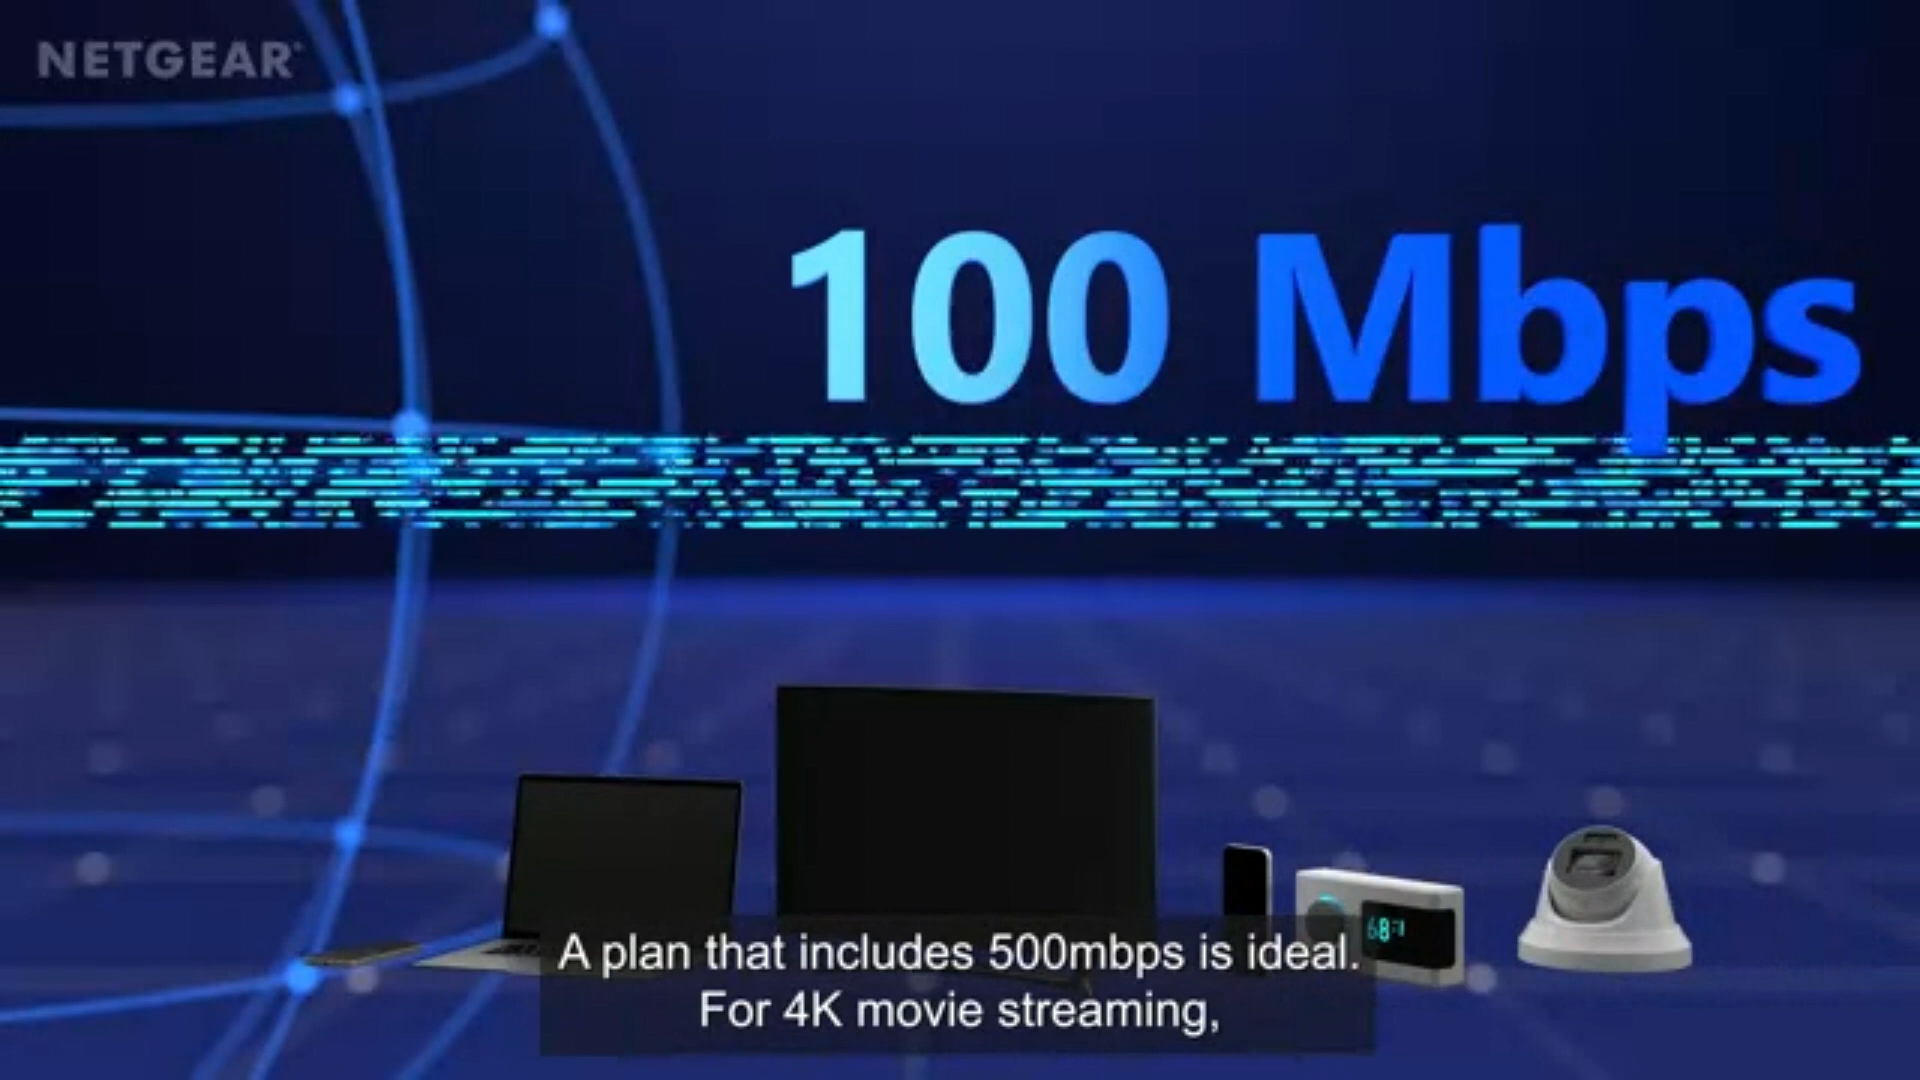 NETGEAR
100 Mbps
A plan that includes 500mbps is ideal.
For 4K movie streaming,